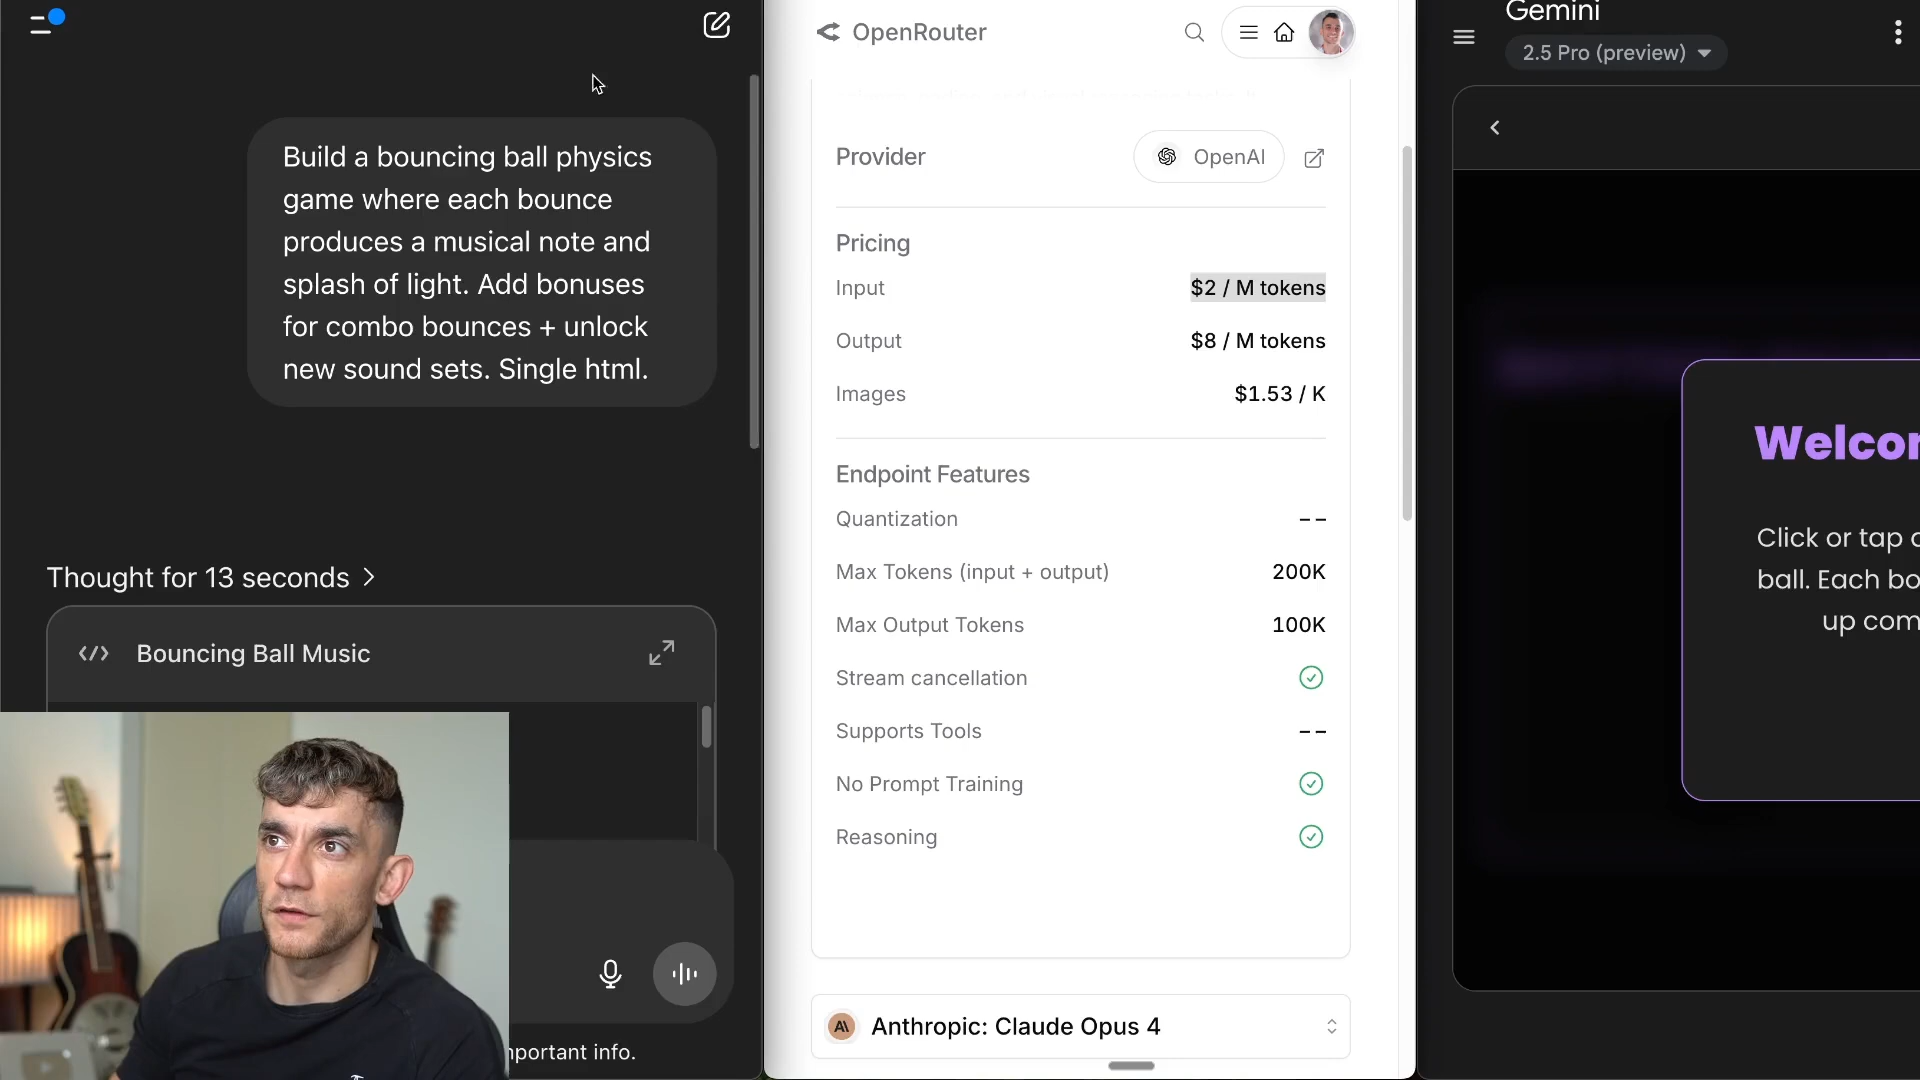 Build a bouncing ball physics
game where each bounce
produces a musical note and
splash of light. Add bonuses
for combo bounces + unlock
new sound sets. Single html.
Thought for 13 seconds
Bouncing Ball Music
mportant info.
OpenRouter
Provider
OpenAI
Pricing
Input
$2 / M tokens
Output
$8 / M tokens
Images
$1.53 / K
Endpoint Features
Quantization
--
Max Tokens (input + output)
200K
Max Output Tokens
100K
Stream cancellation
Supports Tools
--
No Prompt Training
Reasoning
Anthropic: Claude Opus 4
Gemini
2.5 Pro (preview)
Welcom
Click or tap
ball. Each bo
up com